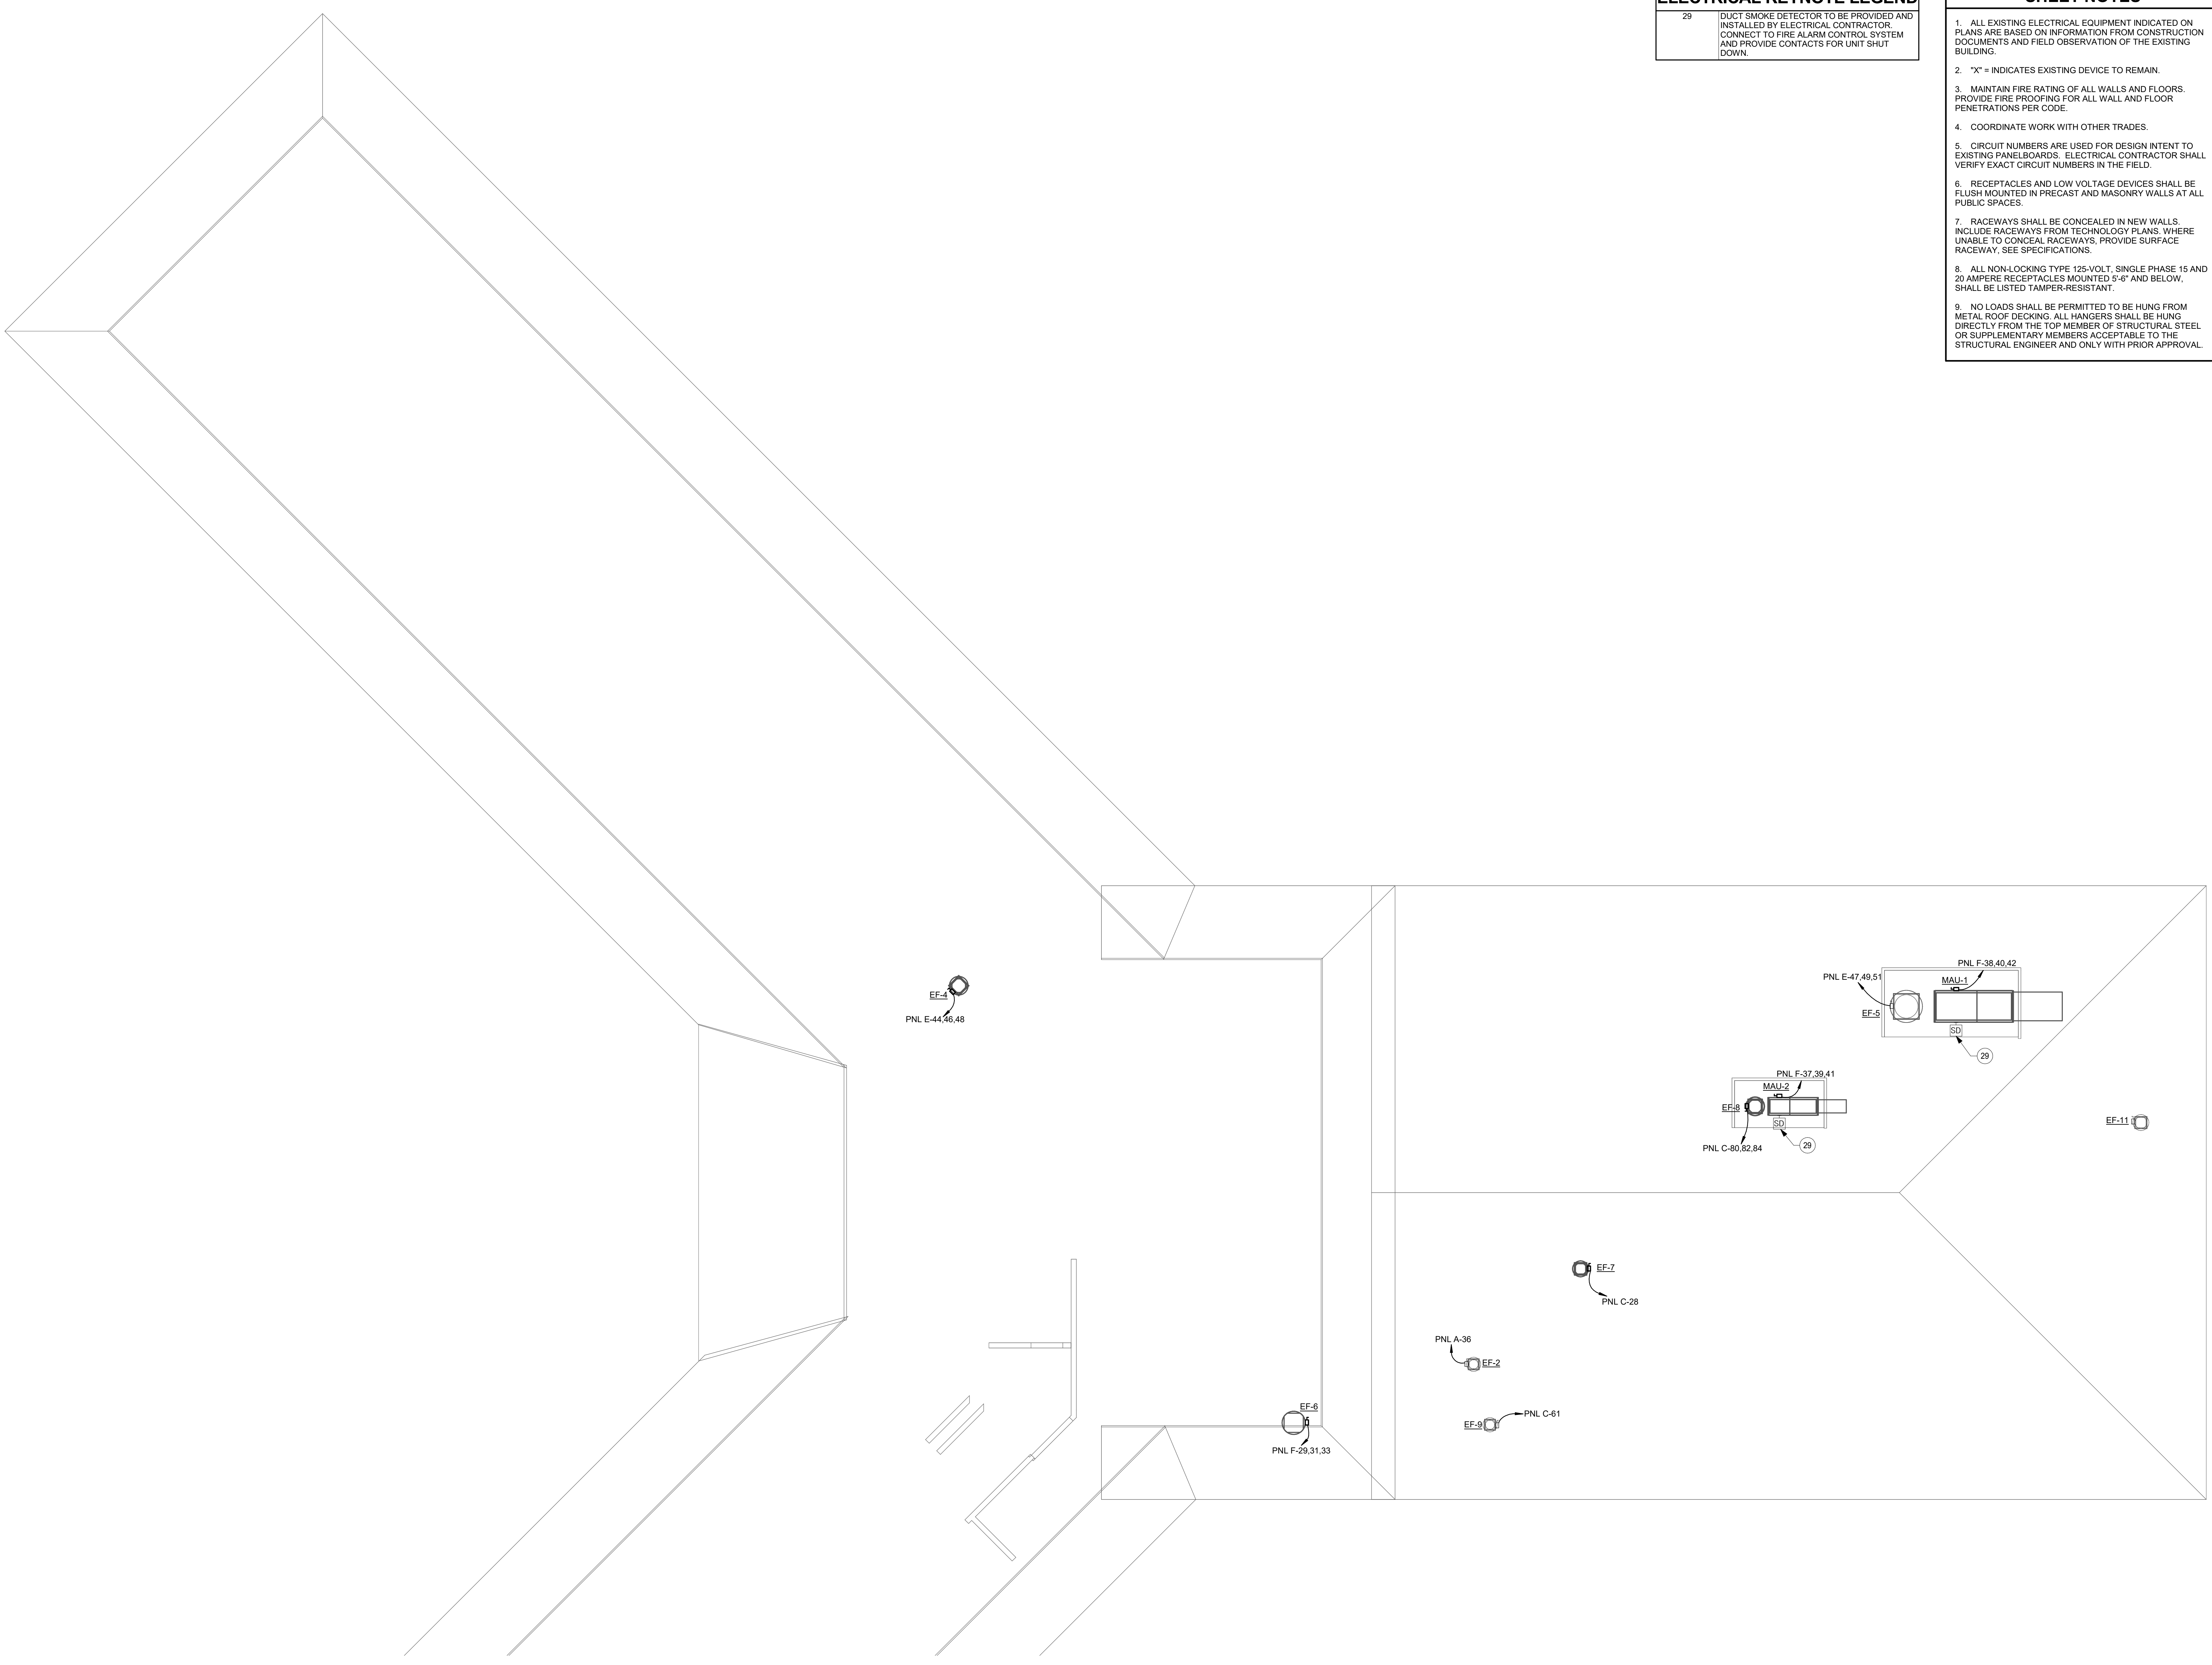 ELECTRICAL KEYNOTE LEGEND
29 DUCT SMOKE DETECTOR TO BE PROVIDED AND
INSTALLED BY ELECTRICAL CONTRACTOR.
CONNECT TO FIRE ALARM CONTROL SYSTEM
AND PROVIDE CONTACTS FOR UNIT SHUT
DOWN.
SHEET NOTES
1. ALL EXISTING ELECTRICAL EQUIPMENT INDICATED ON
PLANS ARE BASED ON INFORMATION FROM CONSTRUCTION
DOCUMENTS AND FIELD OBSERVATION OF THE EXISTING
BUILDING.
2. "X" = INDICATES EXISTING DEVICE TO REMAIN.
3. MAINTAIN FIRE RATING OF ALL WALLS AND FLOORS.
PROVIDE FIRE PROOFING FOR ALL WALL AND FLOOR
PENETRATIONS PER CODE.
4. COORDINATE WORK WITH OTHER TRADES.
5. CIRCUIT NUMBERS ARE USED FOR DESIGN INTENT TO
EXISTING PANELBOARDS. ELECTRICAL CONTRACTOR SHALL
VERIFY EXACT CIRCUIT NUMBERS IN THE FIELD.
6. RECEPTACLES AND LOW VOLTAGE DEVICES SHALL BE
FLUSH MOUNTED IN PRECAST AND MASONRY WALLS AT ALL
PUBLIC SPACES.
7. RACEWAYS SHALL BE CONCEALED IN NEW WALLS.
INCLUDE RACEWAYS FROM TECHNOLOGY PLANS. WHERE
UNABLE TO CONCEAL RACEWAYS, PROVIDE SURFACE
RACEWAY, SEE SPECIFICATIONS.
8. ALL NON-LOCKING TYPE 125-VOLT, SINGLE PHASE 15 AND
20 AMPERE RECEPTACLES MOUNTED 5'-6" AND BELOW,
SHALL BE LISTED TAMPER-RESISTANT.
9. NO LOADS SHALL BE PERMITTED TO BE HUNG FROM
METAL ROOF DECKING. ALL HANGERS SHALL BE HUNG
DIRECTLY FROM THE TOP MEMBER OF STRUCTURAL STEEL
OR SUPPLEMENTARY MEMBERS ACCEPTABLE TO THE
STRUCTURAL ENGINEER AND ONLY WITH PRIOR APPROVAL.
PNL F-38,40,42
PNL E-47,49,51
MAU-1
EF-5
SD
29
EF-4
PNL E-44,46,48
PNL F-37,39,41
MAU-2
EF-8
SD
29
PNL C-80,82,84
EF-11
EF-7
PNL C-28
PNL A-36
EF-2
EF-6
PNL C-61
EF-9
PNL F-29,31,33